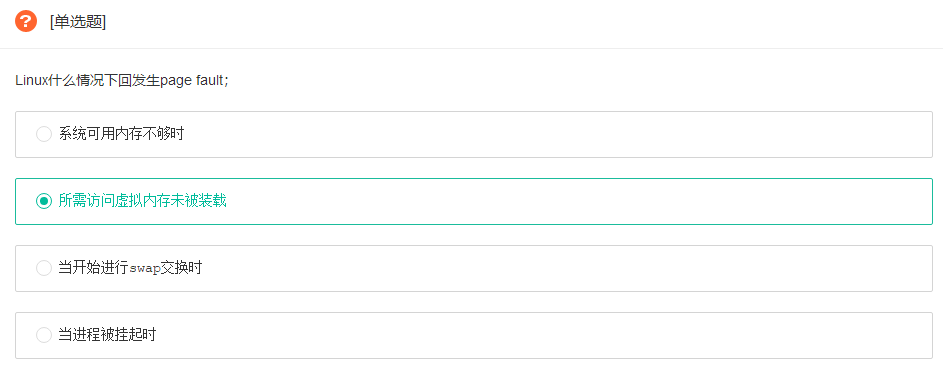 [单选题]
Linux什么情况下回发生page fault；
系统可用内存不够时
所需访问虚拟内存未被装载
当开始进行swap交换时
当进程被挂起时